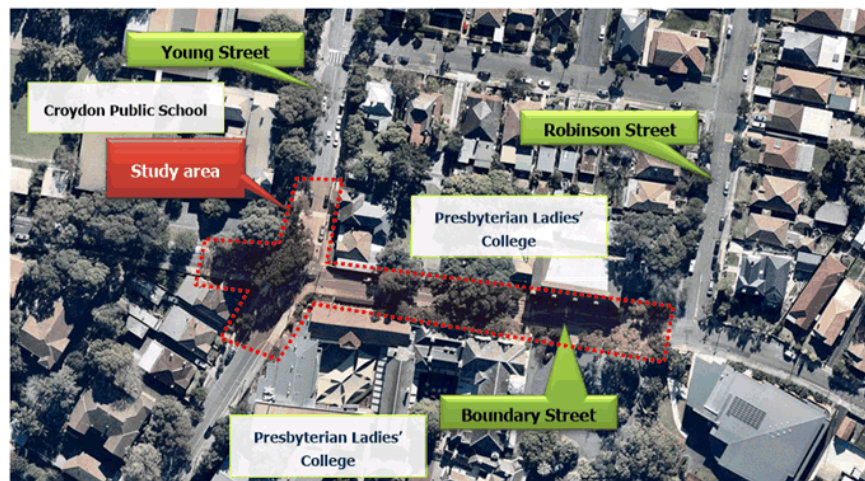 Young Street
Croydon Public School
Robinson Street
Study area
Presbyterian Ladies'
College
Boundary Street
Presbyterian Ladies'
College